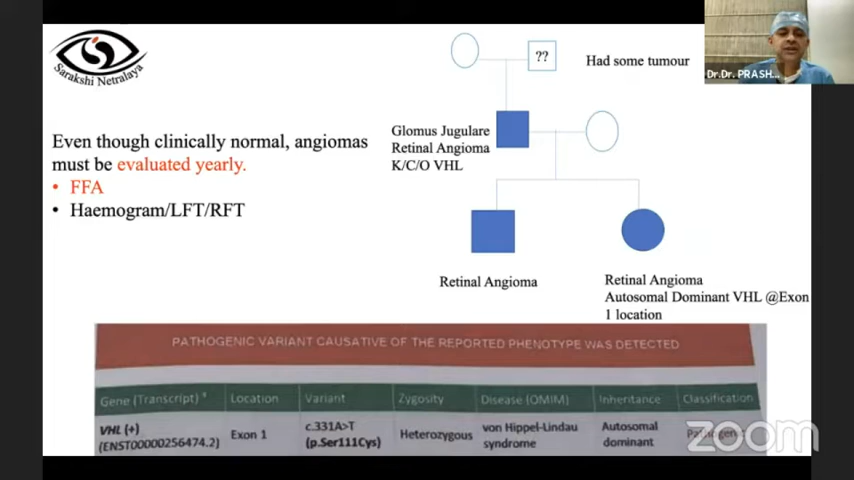 Sarakshi Netralaya
Even though clinically normal, angiomas
must be evaluated yearly.
• FFA
• Haemogram/LFT/RFT
??
Had some tumour
Glomus Jugulare
Retinal Angioma
K/C/O VHL
Retinal Angioma
Retinal Angioma
Autosomal Dominant VHL @Exon
1 location
Dr.Dr. PRASH...
PATHOGENIC VARIANT CAUSATIVE OF THE REPORTED PHENOTYPE WAS DETECTED
Gene (Transcript) Location Variant Zygosity Disease (OMIM) Inheritance Classification
VHL (+) Exon 1 c.331A>T Heterozygous von Hippel-Lindau Autosomal Pathogenic
(ENST00000256474.2) (p.Ser111Cys) syndrome dominant
zoom